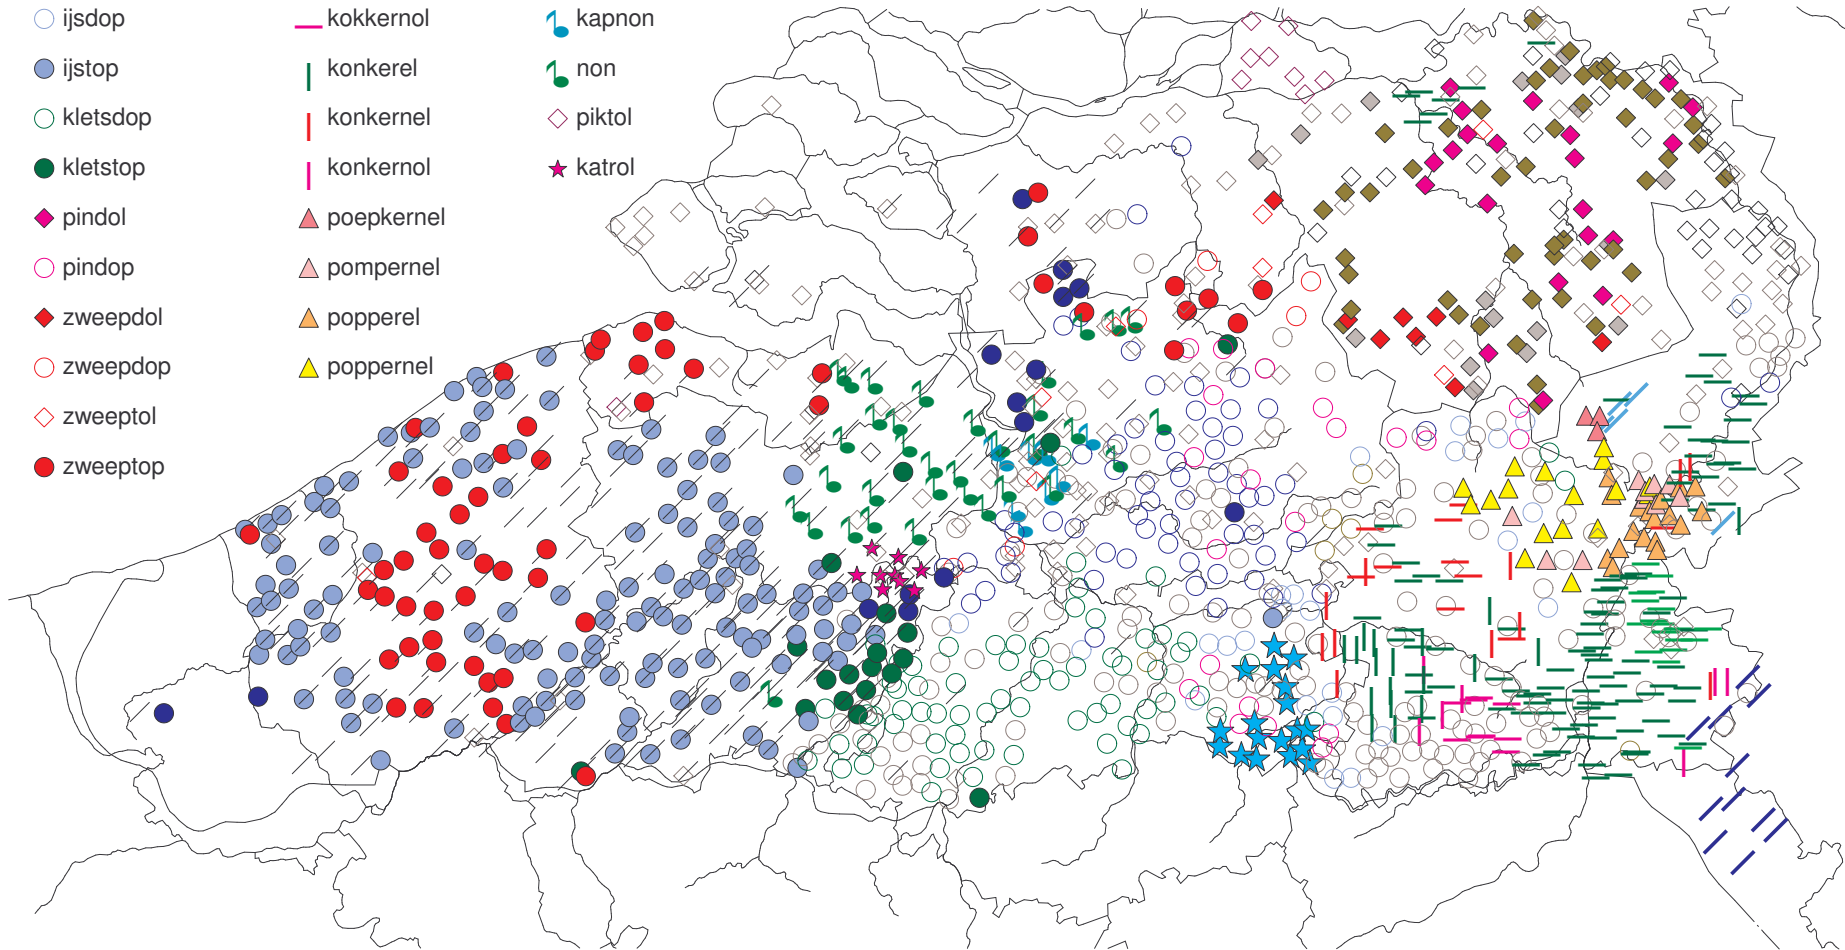 ijsdop
ijstop
kletsdop
kletstop
pindol
pindop
zweepdol
zweepdop
zweeptol
zweeptop
kokkernol
konkerel
konkernel
konkernol
poepkernel
pompernel
popperel
poppernel
kapnon
non
piktol
katrol